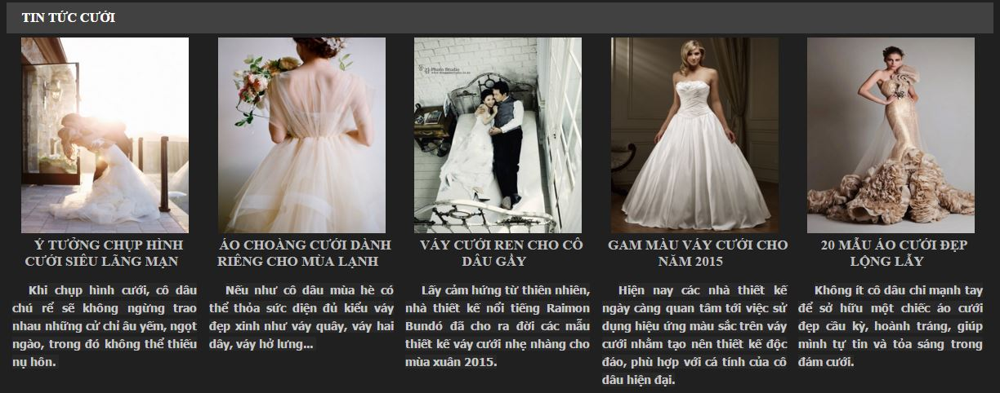 TIN TỨC CƯỚI
Photo Studio
Ý TƯỞNG CHỤP HÌNH
CƯỚI SIÊU LÃNG MẠN
Khi chụp hình cưới, cô dâu
chú rể sẽ không ngừng trao
nhau những cử chỉ âu yếm, ngọt
ngào, trong đó không thể thiếu
nụ hôn.
ÁO CHOÀNG CƯỚI DÀNH
RIÊNG CHO MÙA LẠNH
Nếu như cô dâu mùa hè có
thể thỏa sức diện đủ kiểu váy
đẹp xinh như váy quây, váy hai
dây, váy hở lưng...
VÁY CƯỚI REN CHO CÔ
DÂU GẦY
Lấy cảm hứng từ thiên nhiên,
nhà thiết kế nổi tiếng Raimon
Bundó đã cho ra đời các mẫu
thiết kế váy cưới nhẹ nhàng cho
mùa xuân 2015.
GAM MÀU VÁY CƯỚI CHO
NĂM 2015
Hiện nay các nhà thiết kế
ngày càng quan tâm tới việc sử
dụng hiệu ứng màu sắc trên váy
cưới nhằm tạo nên thiết kế độc
đáo, phù hợp với cá tính của cô
dâu hiện đại.
20 MẪU ÁO CƯỚI ĐẸP
LỘNG LẪY
Không ít cô dâu chi mạnh tay
để sở hữu một chiếc áo cưới
đẹp cầu kỳ, hoành tráng, giúp
mình tự tin và tỏa sáng trong
đám cưới.